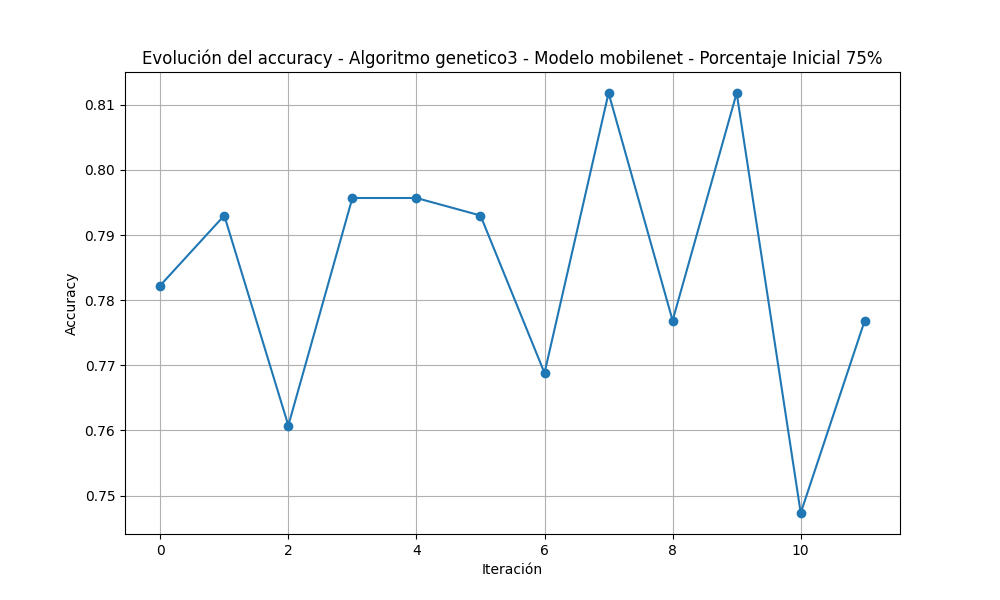 Evolución del accuracy - Algoritmo genetico3 - Modelo mobilenet - Porcentaje Inicial 75%
Accuracy
0.81
0.80
0.79
0.78
0.77
0.76
0.75
0 2 4 6 8 10
Iteración